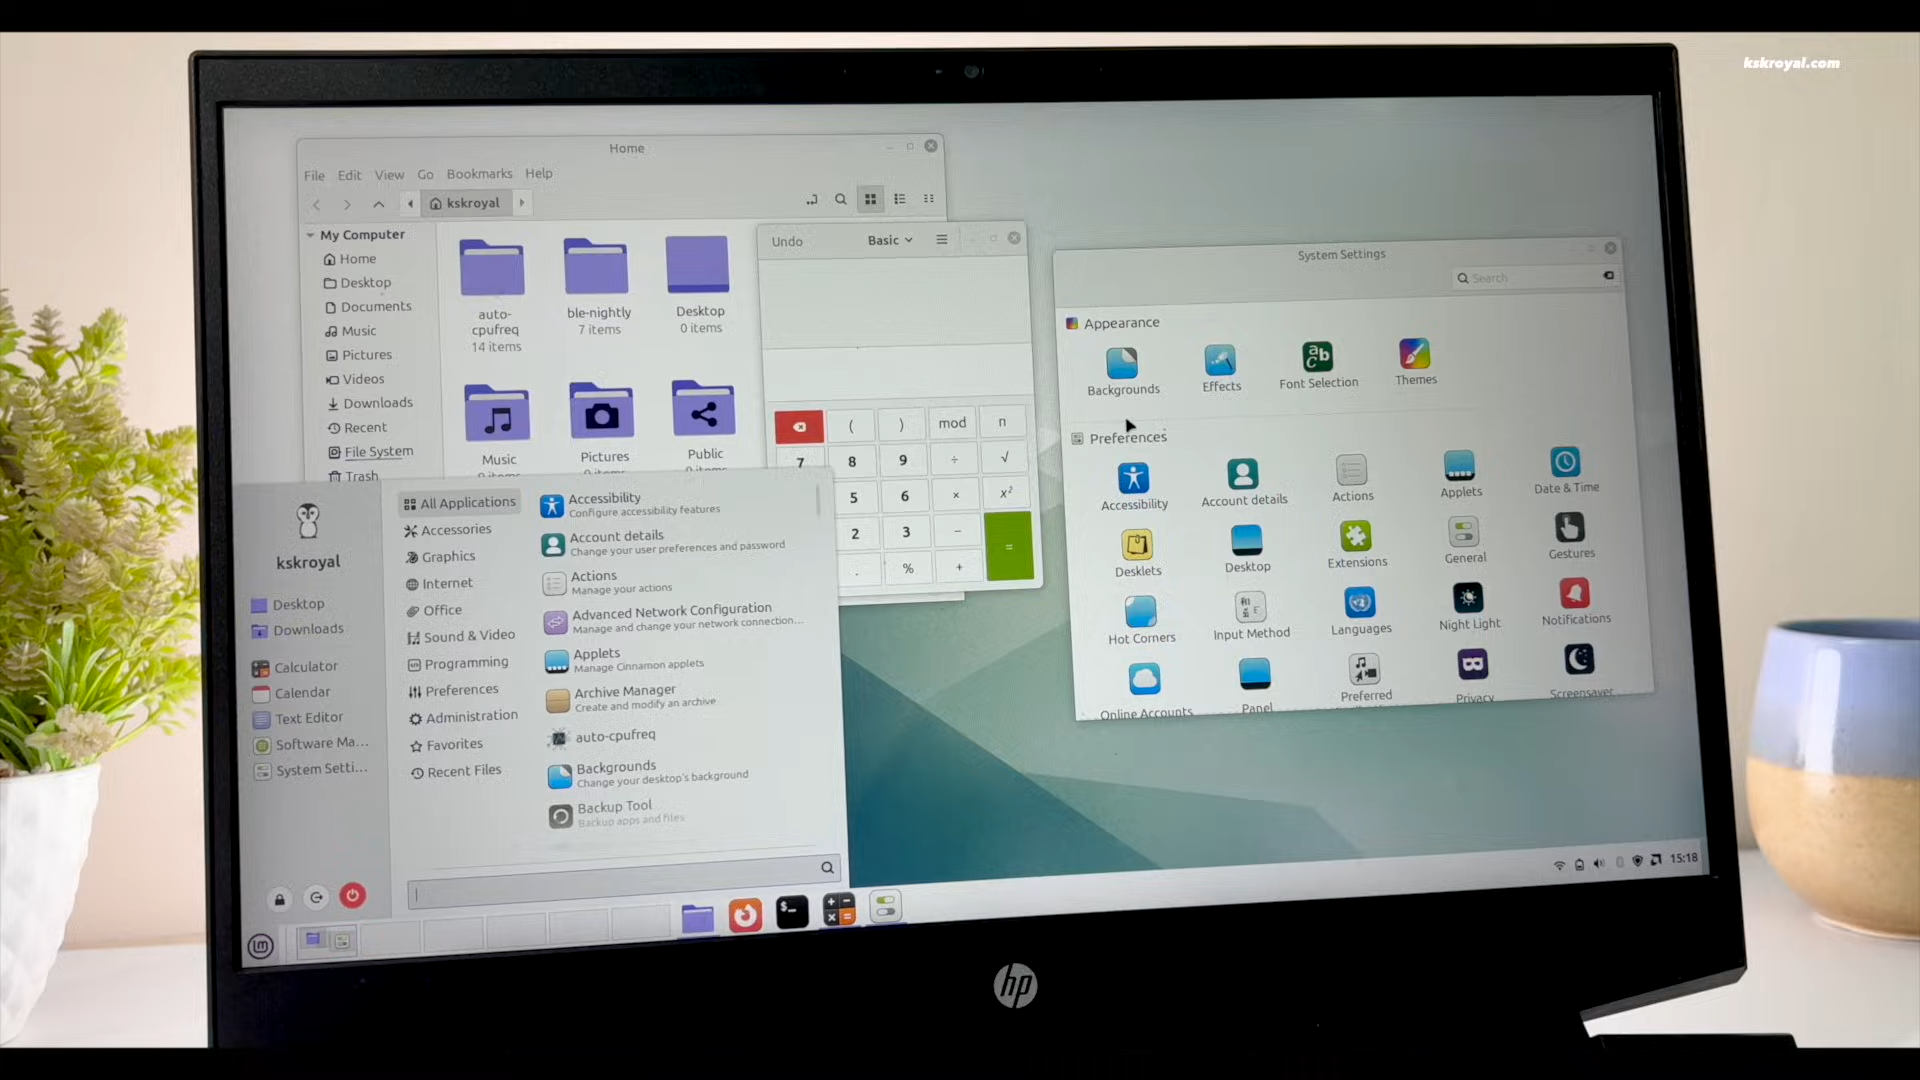 kskroyal.com
Home
File Edit View Go Bookmarks Help
kskroyal
My Computer
Home
Desktop
Documents
Music
Pictures
Videos
Downloads
Recent
File System
Trash
auto-
cpufreq
14 items
ble-nightly
7 items
Desktop
0 items
Music
Pictures
Public
Undo
Basic
( ) mod π
7 8 9 ÷ √
5 6 × x²
2 3 − =
. % +
System Settings
Search
Appearance
Backgrounds
Effects
Font Selection
Themes
Preferences
Accessibility
Account details
Actions
Applets
Date & Time
Desklets
Desktop
Extensions
General
Gestures
Hot Corners
Input Method
Languages
Night Light
Notifications
Online Accounts
Panel
Preferred
Privacy
Screensaver
kskroyal
Desktop
Downloads
Calculator
Calendar
Text Editor
Software Ma...
System Setti...
All Applications
Accessories
Graphics
Internet
Office
Sound & Video
Programming
Preferences
Administration
Favorites
Recent Files
Accessibility
Configure accessibility features
Account details
Change your user preferences and password
Actions
Manage your actions
Advanced Network Configuration
Manage and change your network connection...
Applets
Manage Cinnamon applets
Archive Manager
Create and modify an archive
auto-cpufreq
Backgrounds
Change your desktop's background
Backup Tool
Backup apps and files
15:18
hp